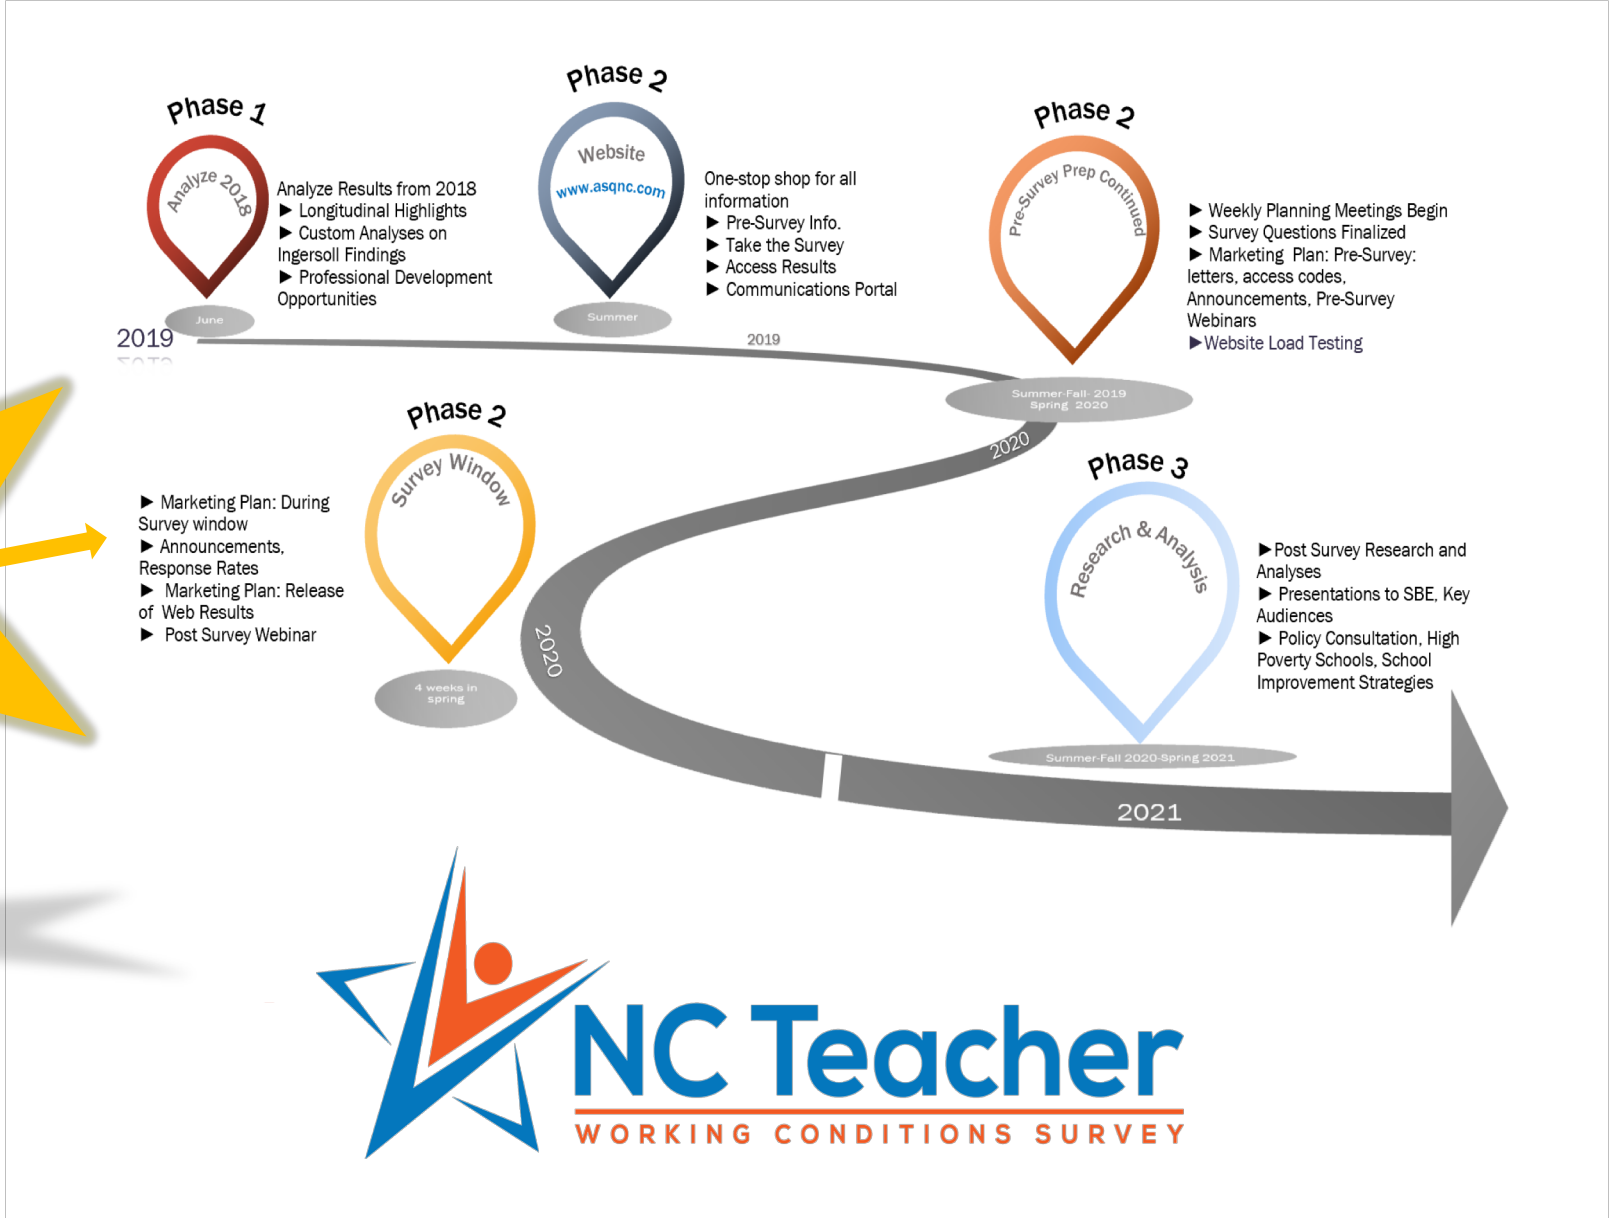 Phase 1
Analyze 2018
Analyze Results from 2018
► Longitudinal Highlights
► Custom Analyses on
Ingersoll Findings
► Professional Development
Opportunities
June
2019
Phase 2
Website
www.asqnc.com
One-stop shop for all
information
► Pre-Survey Info.
► Take the Survey
► Access Results
► Communications Portal
Summer
2019
Phase 2
Pre-Survey Prep Continued
► Weekly Planning Meetings Begin
► Survey Questions Finalized
► Marketing Plan: Pre-Survey:
letters, access codes,
Announcements, Pre-Survey
Webinars
►Website Load Testing
Summer-Fall- 2019
Spring 2020
2020
Phase 2
Survey Window
► Marketing Plan: During
Survey window
► Announcements,
Response Rates
► Marketing Plan: Release
of Web Results
► Post Survey Webinar
4 weeks in
spring
2020
Phase 3
Research & Analysis
►Post Survey Research and
Analyses
► Presentations to SBE, Key
Audiences
► Policy Consultation, High
Poverty Schools, School
Improvement Strategies
Summer-Fall 2020-Spring 2021
2021
NC Teacher
WORKING CONDITIONS SURVEY